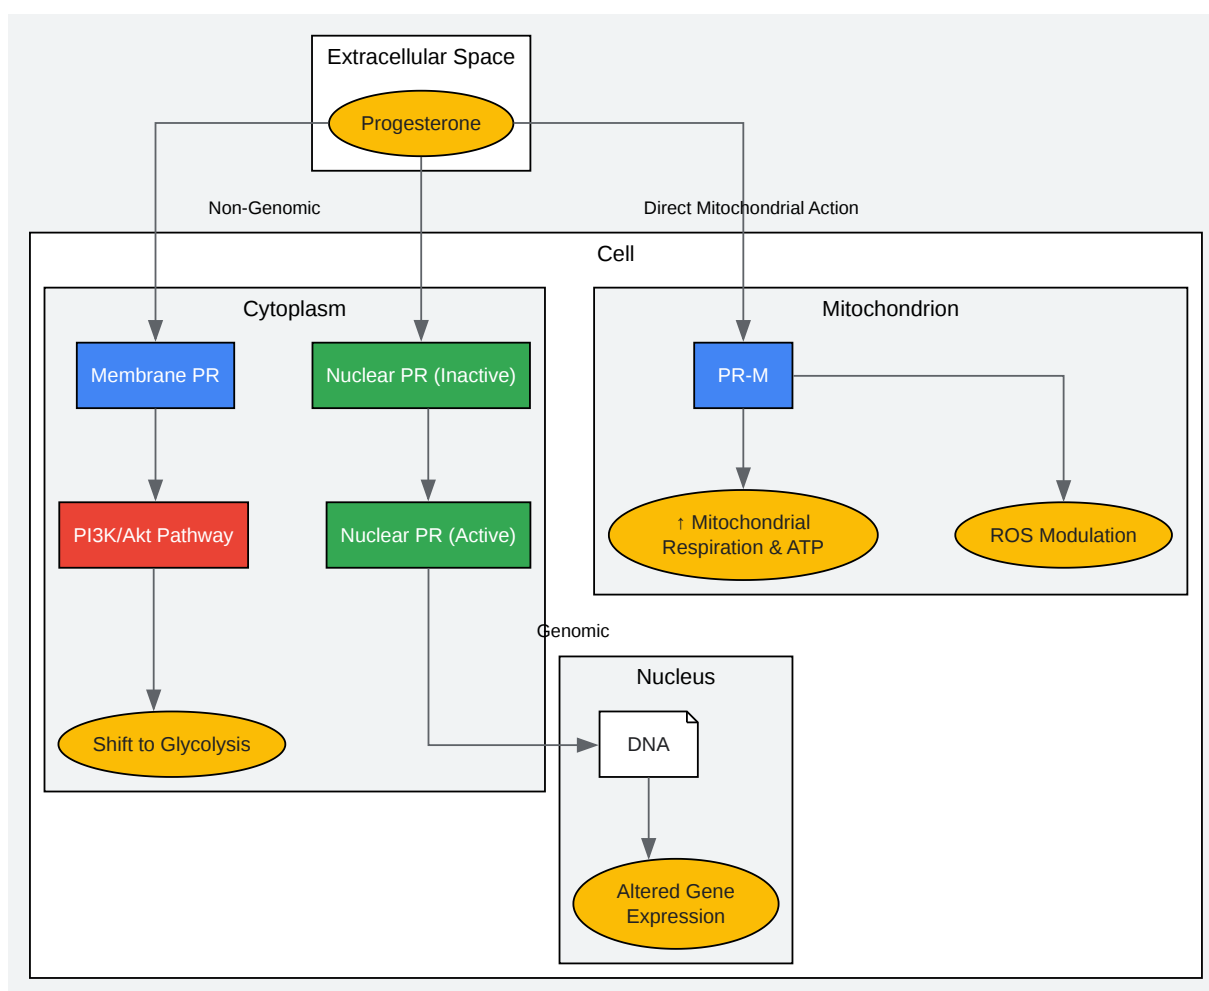 Extracellular Space
Progesterone
Non-Genomic
Direct Mitochondrial Action
Cell
Cytoplasm
Mitochondrion
Membrane PR
Nuclear PR (Inactive)
PR-M
PI3K/Akt Pathway
Nuclear PR (Active)
↑ Mitochondrial
Respiration & ATP
ROS Modulation
Genomic
Nucleus
Shift to Glycolysis
DNA
Altered Gene
Expression